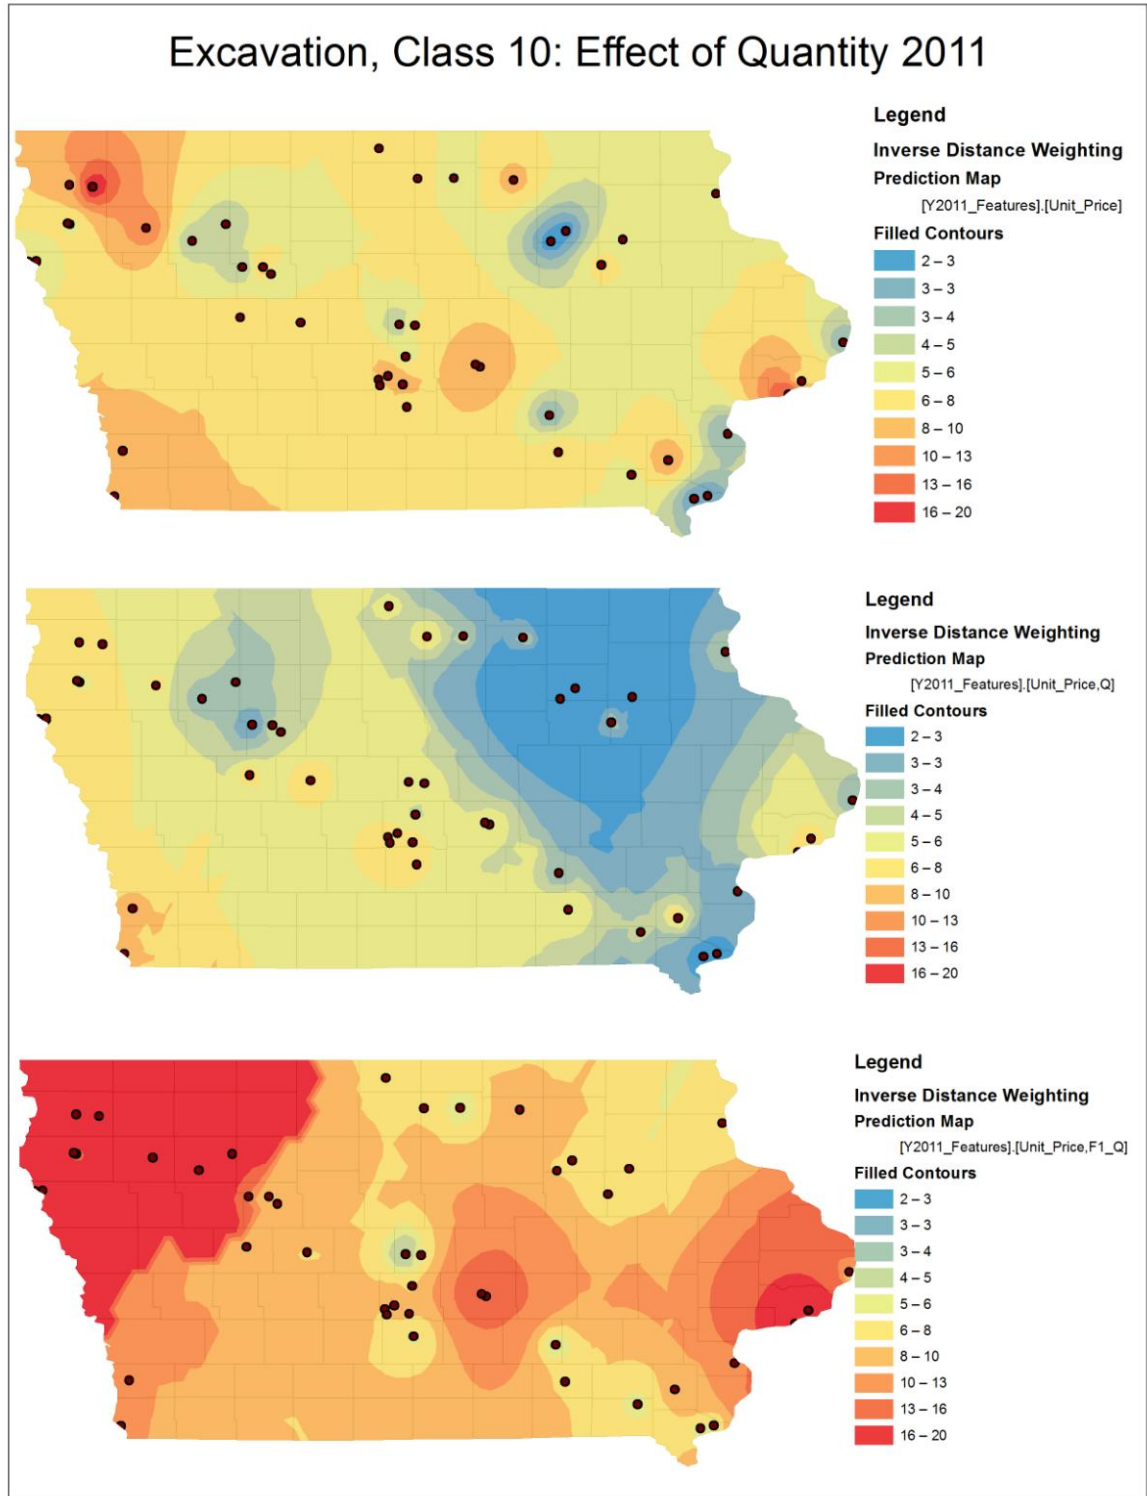 Excavation, Class 10: Effect of Quantity 2011
Legend
Inverse Distance Weighting
Prediction Map
[Y2011_Features].[Unit_Price]
Filled Contours
2 – 3
3 – 3
3 – 4
4 – 5
5 – 6
6 – 8
8 – 10
10 – 13
13 – 16
16 – 20
Legend
Inverse Distance Weighting
Prediction Map
[Y2011_Features].[Unit_Price,Q]
Filled Contours
2 – 3
3 – 3
3 – 4
4 – 5
5 – 6
6 – 8
8 – 10
10 – 13
13 – 16
16 – 20
Legend
Inverse Distance Weighting
Prediction Map
[Y2011_Features].[Unit_Price,F1_Q]
Filled Contours
2 – 3
3 – 3
3 – 4
4 – 5
5 – 6
6 – 8
8 – 10
10 – 13
13 – 16
16 – 20